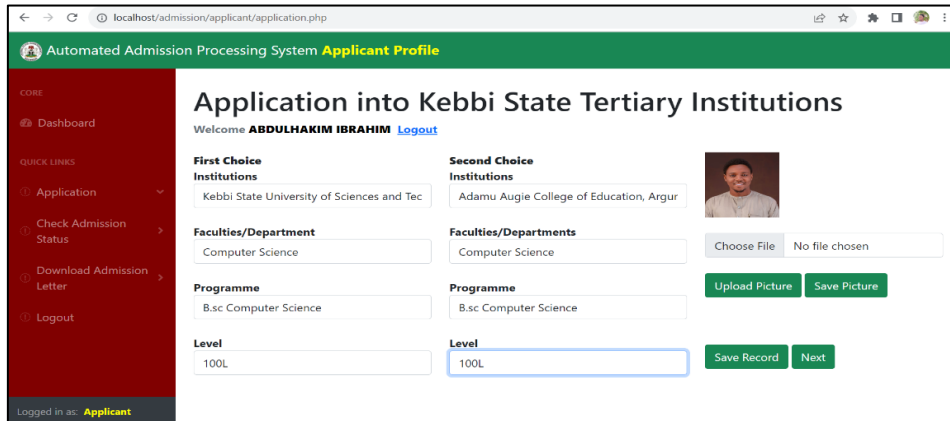 localhost/admission/applicant/application.php
Automated Admission Processing System Applicant Profile
CORE
Dashboard
QUICK LINKS
Application
Check Admission
Status
Download Admission
Letter
Logout
Logged in as: Applicant
Application into Kebbi State Tertiary Institutions
Welcome ABDULHAKIM IBRAHIM Logout
First Choice
Institutions
Kebbi State University of Sciences and Tec
Faculties/Department
Computer Science
Programme
B.sc Computer Science
Level
100L
Second Choice
Institutions
Adamu Augie College of Education, Argur
Faculties/Departments
Computer Science
Programme
B.sc Computer Science
Level
100L
Choose File No file chosen
Upload Picture Save Picture
Save Record Next